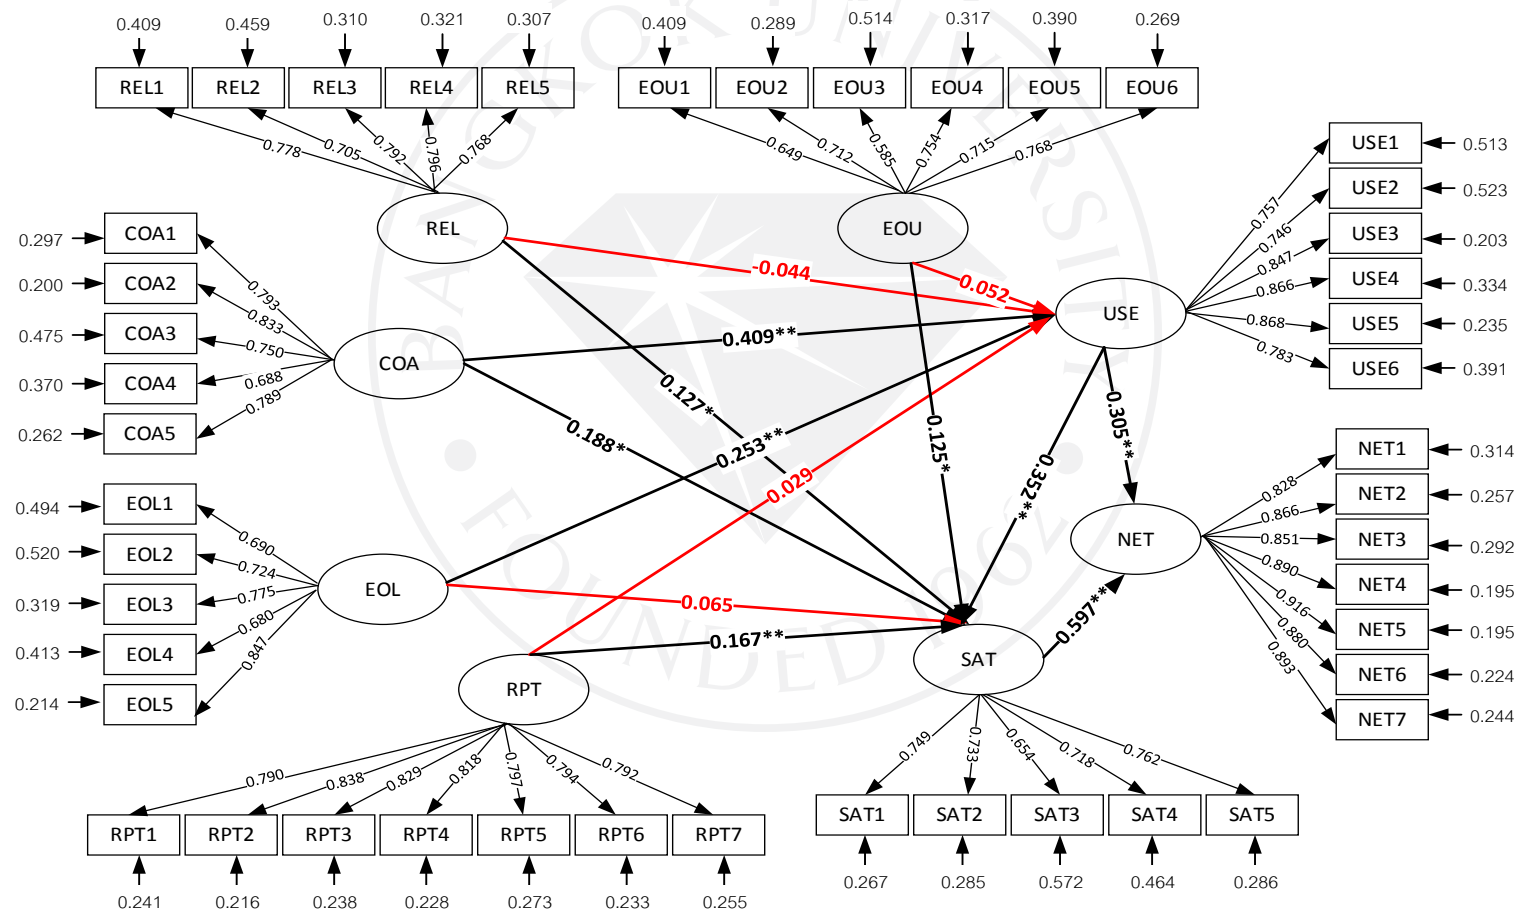 0.409 0.459 0.310 0.321 0.307 0.409 0.289 0.514 0.317 0.390 0.269
REL1 REL2 REL3 REL4 REL5 EOU1 EOU2 EOU3 EOU4 EOU5 EOU6
0.778 0.705 0.792 0.796 0.768 0.649 0.712 0.585 0.754 0.715 0.768
REL EOU
COA1 COA2 COA3 COA4 COA5
0.297 0.200 0.475 0.370 0.262
0.793 0.833 0.750 0.688 0.789
COA
USE1 USE2 USE3 USE4 USE5 USE6
0.513 0.523 0.203 0.334 0.235 0.391
0.757 0.746 0.847 0.866 0.868 0.783
USE
-0.044
0.052
0.409**
0.127*
0.188*
0.253**
0.029
0.125*
0.352**
0.305**
0.065
0.167**
0.597**
EOL1 EOL2 EOL3 EOL4 EOL5
0.494 0.520 0.319 0.413 0.214
0.690 0.724 0.775 0.680 0.847
EOL
NET1 NET2 NET3 NET4 NET5 NET6 NET7
0.314 0.257 0.292 0.195 0.195 0.224 0.244
0.828 0.866 0.851 0.890 0.916 0.880 0.893
NET
RPT SAT
0.790 0.838 0.829 0.818 0.797 0.794 0.792
0.749 0.733 0.654 0.718 0.762
RPT1 RPT2 RPT3 RPT4 RPT5 RPT6 RPT7
SAT1 SAT2 SAT3 SAT4 SAT5
0.241 0.216 0.238 0.228 0.273 0.233 0.255
0.267 0.285 0.572 0.464 0.286
BANGKOK UNIVERSITY
FOUNDED 1962